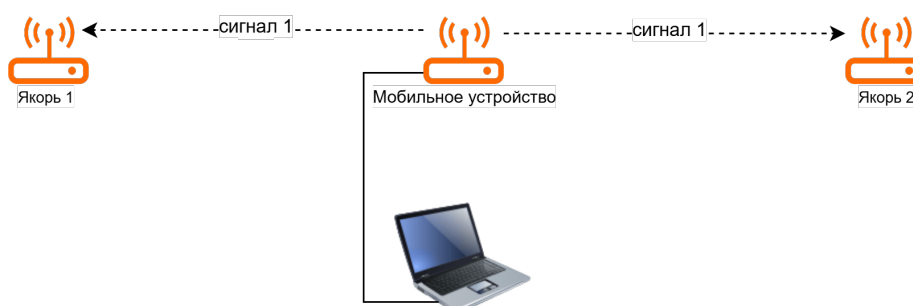 сигнал 1
сигнал 1
Якорь 1
Мобильное устройство
Якорь 2